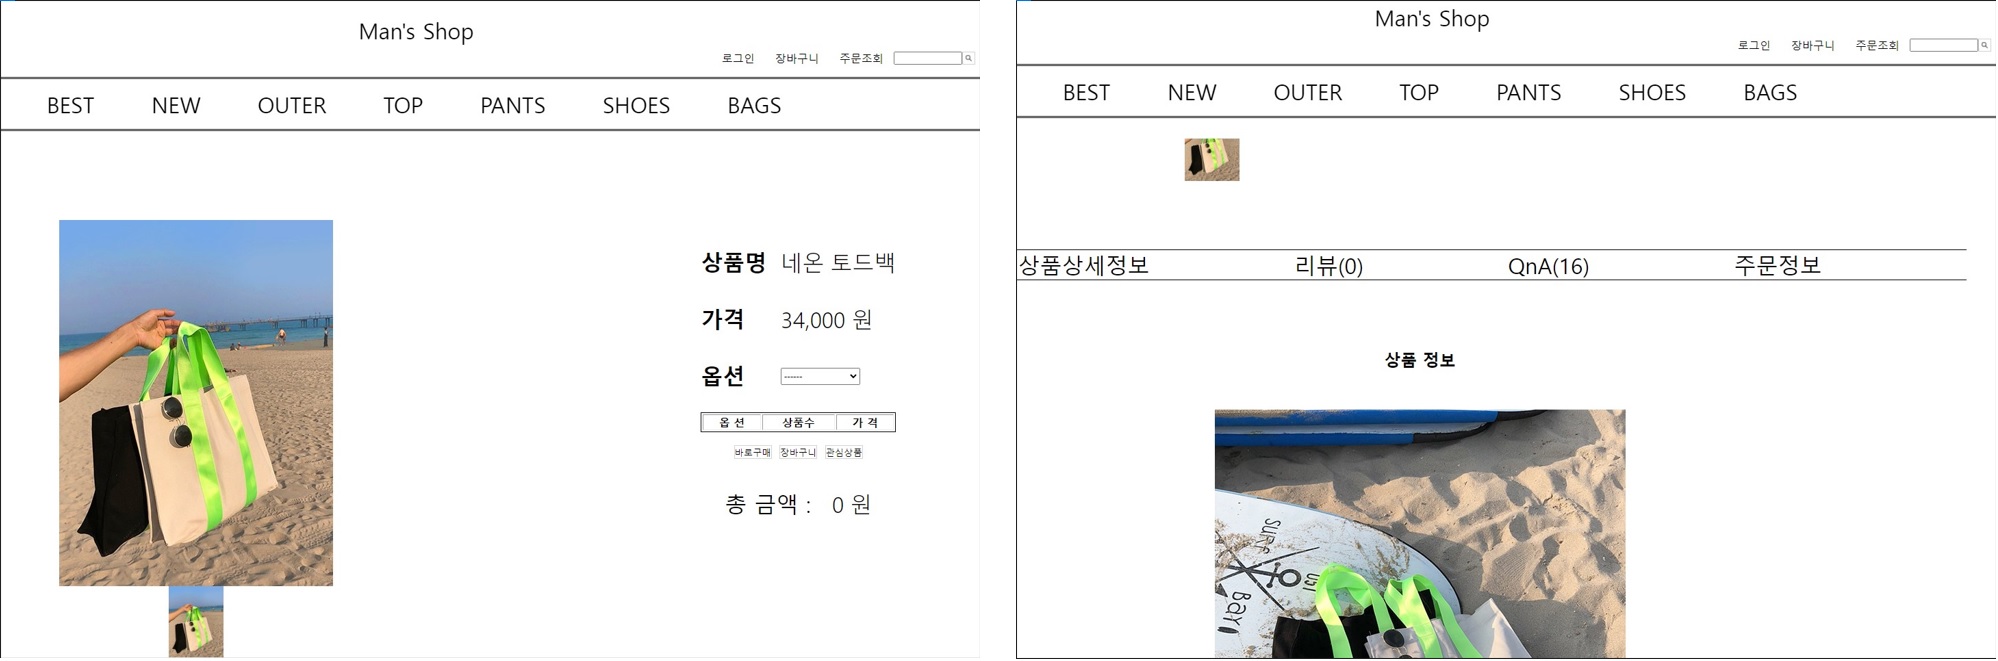 Man's Shop
로그인 장바구니 주문조회
BEST NEW OUTER TOP PANTS SHOES BAGS
상품명 네온 토드백
가격 34,000 원
옵션 ------
옵 션 상품수 가 격
바로구매 장바구니 관심상품
총 금액 : 0 원
Man's Shop
로그인 장바구니 주문조회
BEST NEW OUTER TOP PANTS SHOES BAGS
상품상세정보 리뷰(0) QnA(16) 주문정보
상품 정보
SURF
Bay